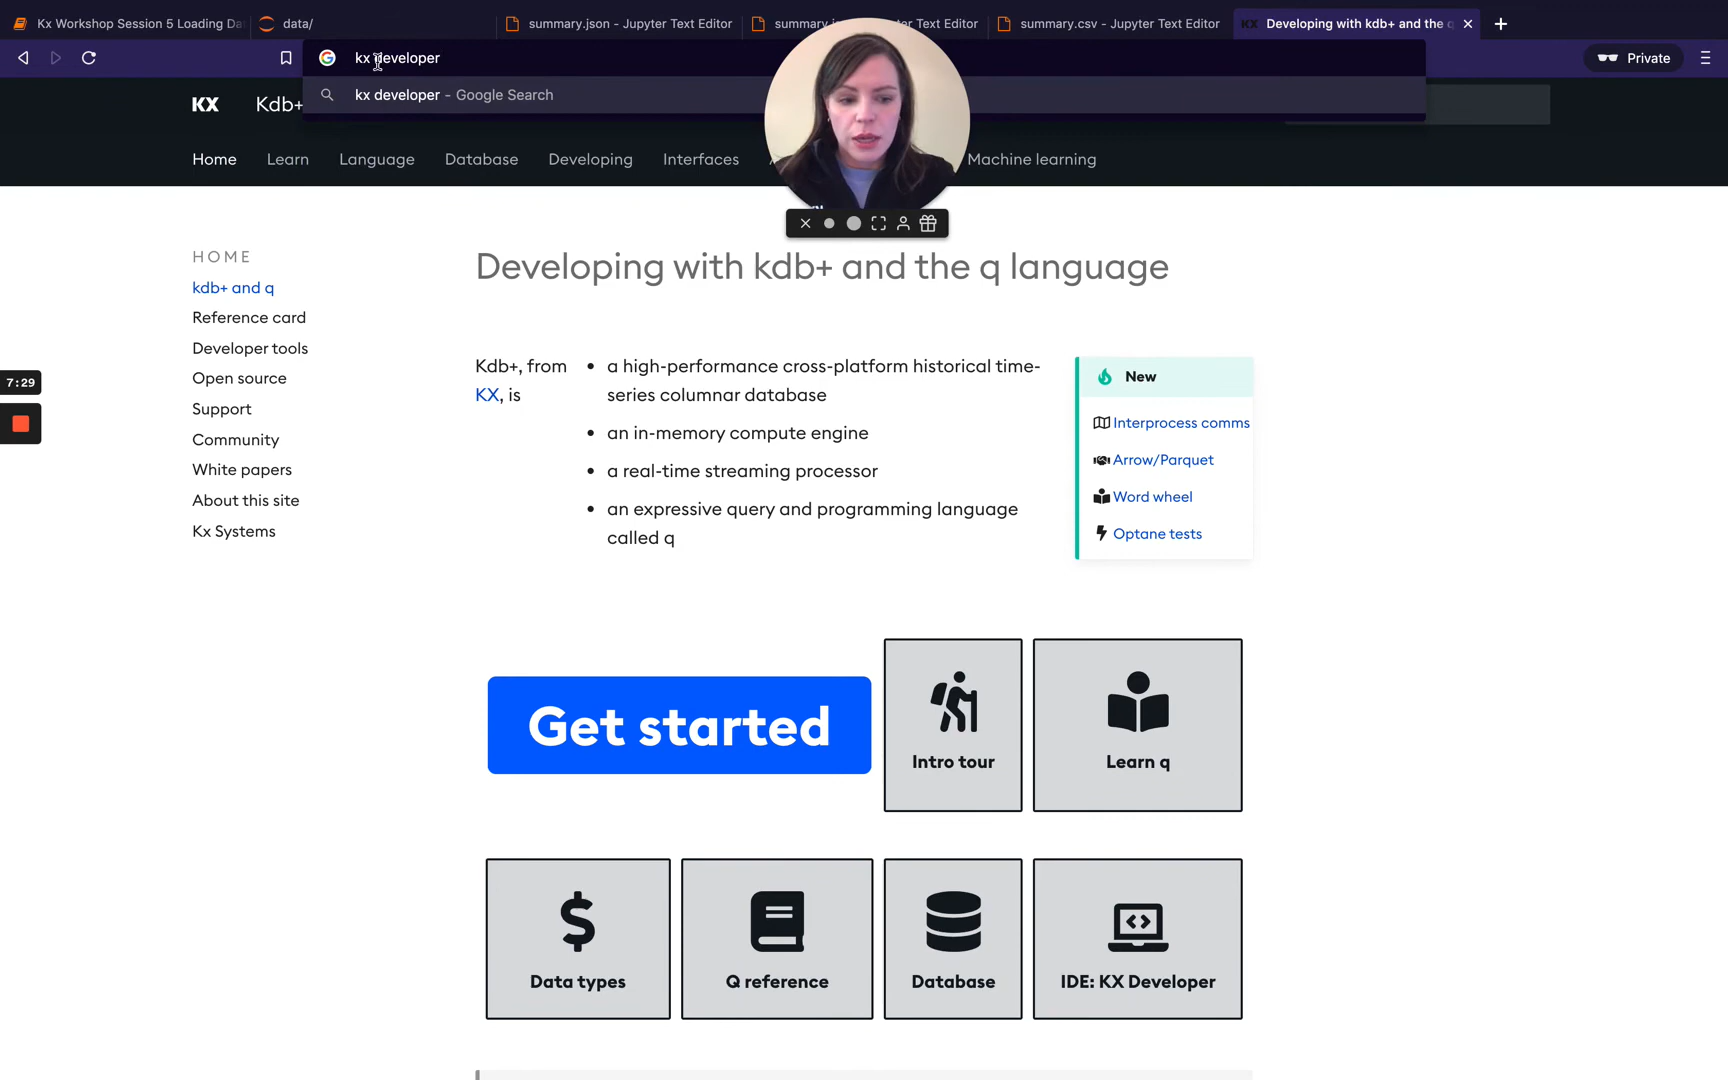 Kx Workshop Session 5 Loading Da
data/
summary.json - Jupyter Text Editor
summary
Text Editor
summary.csv - Jupyter Text Editor
Developing with kdb+ and the q
kx developer
Private
kx developer - Google Search
KX
Kdb+
Home
Learn
Language
Database
Developing
Interfaces
Machine learning
HOME
kdb+ and q
Reference card
Developer tools
Open source
Support
Community
White papers
About this site
Kx Systems
7:29
Developing with kdb+ and the q language
Kdb+, from
KX, is
• a high-performance cross-platform historical time-
series columnar database
• an in-memory compute engine
• a real-time streaming processor
• an expressive query and programming language
called q
New
Interprocess comms
Arrow/Parquet
Word wheel
Optane tests
Get started
Intro tour
Learn q
Data types
Q reference
Database
IDE: KX Developer